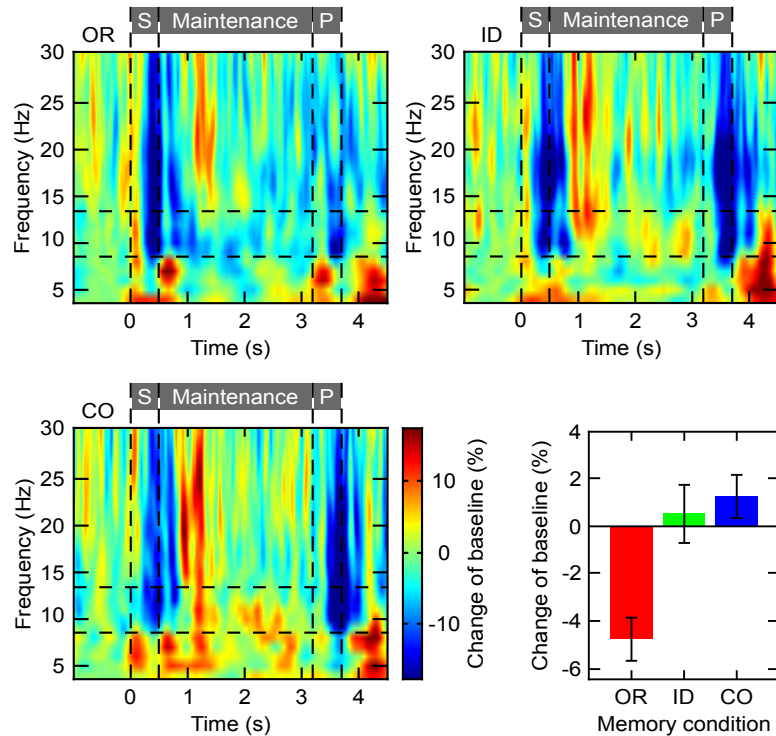 S Maintenance P
OR
30
25
20
15
10
5
Frequency (Hz)
0 1 2 3 4
Time (s)
S Maintenance P
ID
30
25
20
15
10
5
Frequency (Hz)
0 1 2 3 4
Time (s)
S Maintenance P
CO
30
25
20
15
10
5
Frequency (Hz)
0 1 2 3 4
Time (s)
10
0
-10
Change of baseline (%)
4
2
0
-2
-4
-6
Change of baseline (%)
OR ID CO
Memory condition